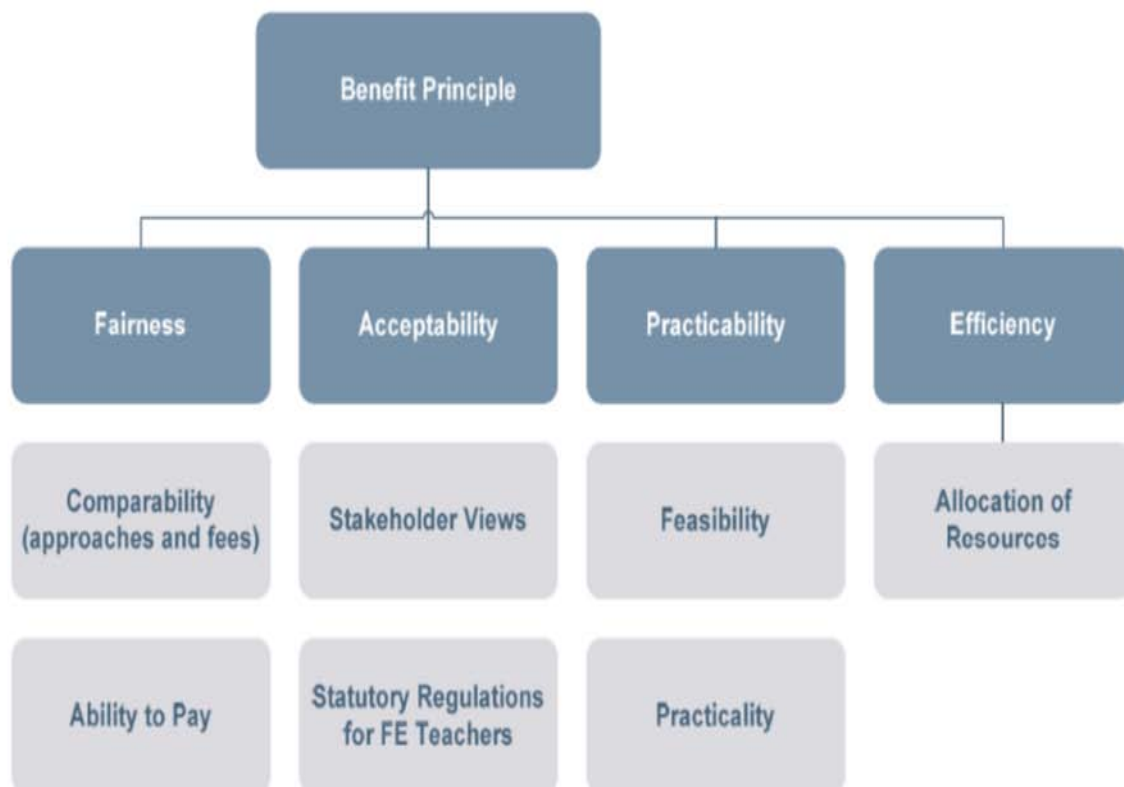 Benefit Principle
Fairness
Acceptability
Practicability
Efficiency
Comparability
(approaches and fees)
Stakeholder Views
Feasibility
Allocation of
Resources
Ability to Pay
Statutory Regulations
for FE Teachers
Practicality